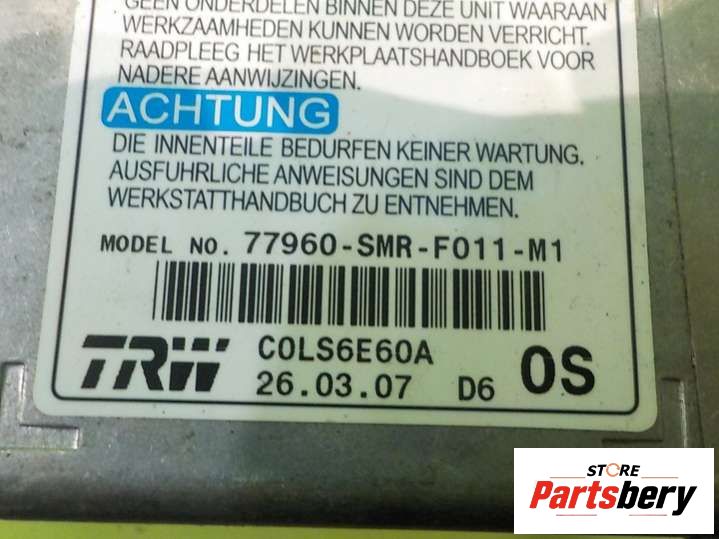 GEEN ONDERDELEN BINNEN DEZE UNIT WAARAAN
WERKZAAMHEDEN KUNNEN WORDEN VERRICHT.
RAADPLEEG HET WERKPLAATSHANDBOEK VOOR
NADERE AANWIJZINGEN.
ACHTUNG
DIE INNENTEILE BEDURFEN KEINER WARTUNG.
AUSFUHRLICHE ANWEISUNGEN SIND DEM
WERKSTATTHANDBUCH ZU ENTNEHMEN.
MODEL NO. 77960-SMR-F011-M1
TRW C0LS6E60A
26.03.07 D6 0S
STORE
Partsbery